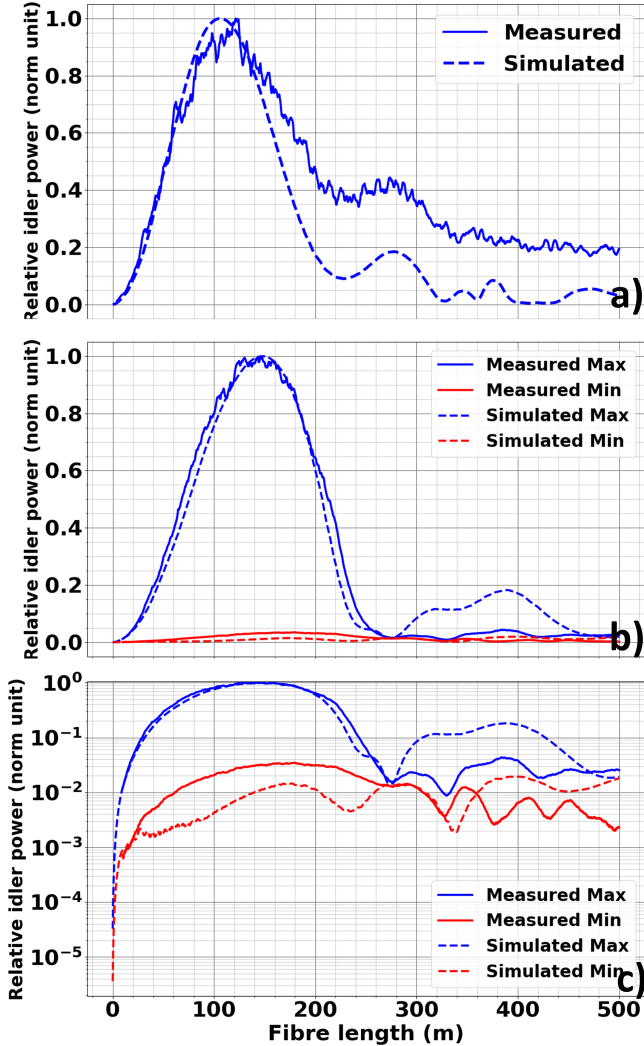 Relative idler power (norm unit)
1.0
0.8
0.6
0.4
0.2
0.0
Measured
Simulated
a)
Relative idler power (norm unit)
1.0
0.8
0.6
0.4
0.2
0.0
Measured Max
Measured Min
Simulated Max
Simulated Min
b)
Relative idler power (norm unit)
10⁰
10⁻¹
10⁻²
10⁻³
10⁻⁴
10⁻⁵
Measured Max
Measured Min
Simulated Max
Simulated Min
c)
0 100 200 300 400 500
Fibre length (m)